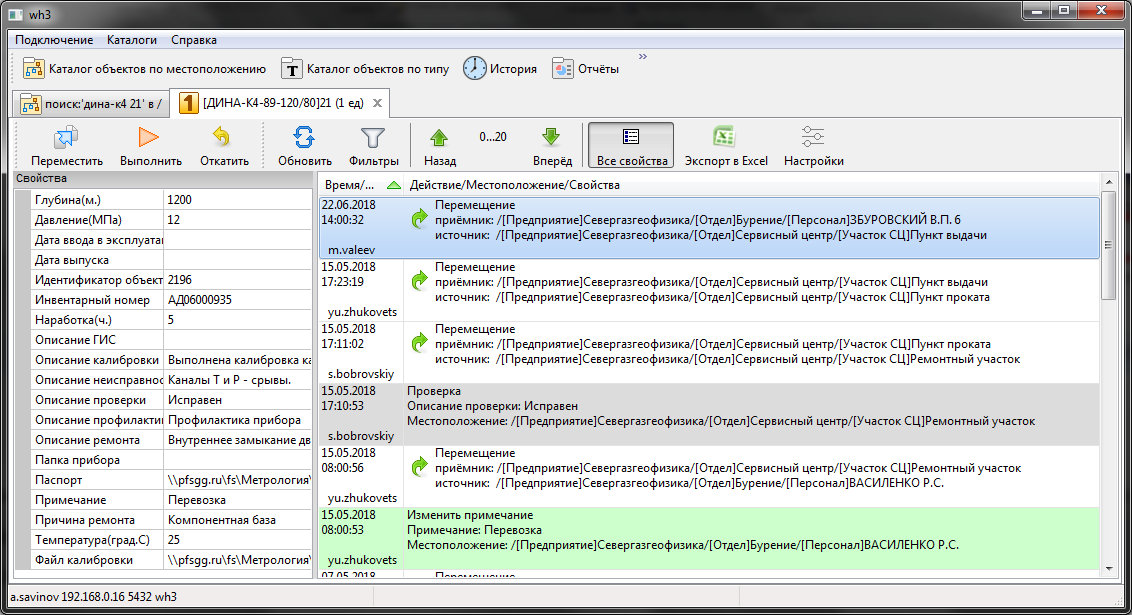 wh3
Подключение Каталоги Справка
Каталог объектов по местоположению Каталог объектов по типу История Отчёты »
поиск:'дина-к4 21' в / 1 [ДИНА-К4-89-120/80]21 (1 ед)
Переместить Выполнить Откатить Обновить Фильтры Назад 0...20 Вперёд Все свойства Экспорт в Excel Настройки
Свойства
Глубина(м.) 1200
Давление(МПа) 12
Дата ввода в эксплуата
Дата выпуска
Идентификатор объект 2196
Инвентарный номер АД06000935
Наработка(ч.) 5
Описание ГИС
Описание калибровки Выполнена калибровка ка
Описание неисправнос Каналы Т и Р - срывы.
Описание проверки Исправен
Описание профилакти Профилактика прибора
Описание ремонта Внутреннее замыкание дв
Папка прибора
Паспорт \\pfsgg.ru\fs\Метрология\
Примечание Перевозка
Причина ремонта Компонентная база
Температура(град.С) 25
Файл калибровки \\pfsgg.ru\fs\Метрология\
Время/... Действие/Местоположение/Свойства
22.06.2018 Перемещение
14:00:32 приёмник: /[Предприятие]Севергазгеофизика/[Отдел]Бурение/[Персонал]ЗБУРОВСКИЙ В.П. 6
источник: /[Предприятие]Севергазгеофизика/[Отдел]Сервисный центр/[Участок СЦ]Пункт выдачи
m.valeev
15.05.2018 Перемещение
17:23:19 приёмник: /[Предприятие]Севергазгеофизика/[Отдел]Сервисный центр/[Участок СЦ]Пункт выдачи
источник: /[Предприятие]Севергазгеофизика/[Отдел]Сервисный центр/[Участок СЦ]Пункт проката
yu.zhukovets
15.05.2018 Перемещение
17:11:02 приёмник: /[Предприятие]Севергазгеофизика/[Отдел]Сервисный центр/[Участок СЦ]Пункт проката
источник: /[Предприятие]Севергазгеофизика/[Отдел]Сервисный центр/[Участок СЦ]Ремонтный участок
s.bobrovskiy
15.05.2018 Проверка
17:10:53 Описание проверки: Исправен
Местоположение: /[Предприятие]Севергазгеофизика/[Отдел]Сервисный центр/[Участок СЦ]Ремонтный участок
s.bobrovskiy
15.05.2018 Перемещение
08:00:56 приёмник: /[Предприятие]Севергазгеофизика/[Отдел]Сервисный центр/[Участок СЦ]Ремонтный участок
источник: /[Предприятие]Севергазгеофизика/[Отдел]Бурение/[Персонал]ВАСИЛЕНКО Р.С.
yu.zhukovets
15.05.2018 Изменить примечание
08:00:53 Примечание: Перевозка
Местоположение: /[Предприятие]Севергазгеофизика/[Отдел]Бурение/[Персонал]ВАСИЛЕНКО Р.С.
yu.zhukovets
07.05.2018 Перемещение
a.savinov 192.168.0.16 5432 wh3